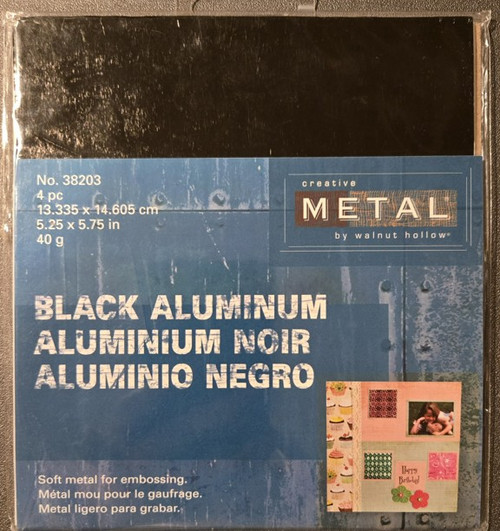 No. 38203
4 pc
13.335 x 14.605 cm
5.25 x 5.75 in
40 g
creative
METAL®
by walnut hollow®
BLACK ALUMINUM
ALUMINIUM NOIR
ALUMINIO NEGRO
Soft metal for embossing.
Métal mou pour le gaufrage.
Metal ligero para grabar.
Happy
Birthday!